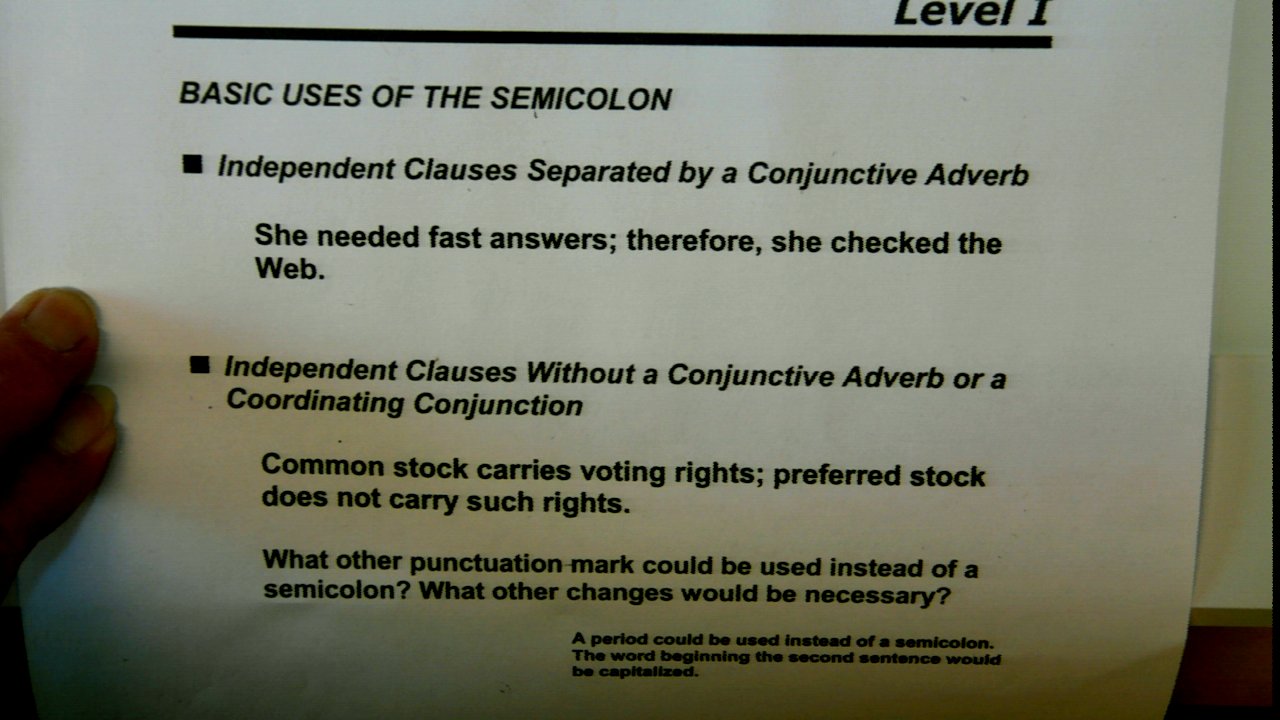 Level I
BASIC USES OF THE SEMICOLON
■ Independent Clauses Separated by a Conjunctive Adverb
She needed fast answers; therefore, she checked the
Web.
■ Independent Clauses Without a Conjunctive Adverb or a
Coordinating Conjunction
Common stock carries voting rights; preferred stock
does not carry such rights.
What other punctuation mark could be used instead of a
semicolon? What other changes would be necessary?
A period could be used instead of a semicolon.
The word beginning the second sentence would
be capitalized.